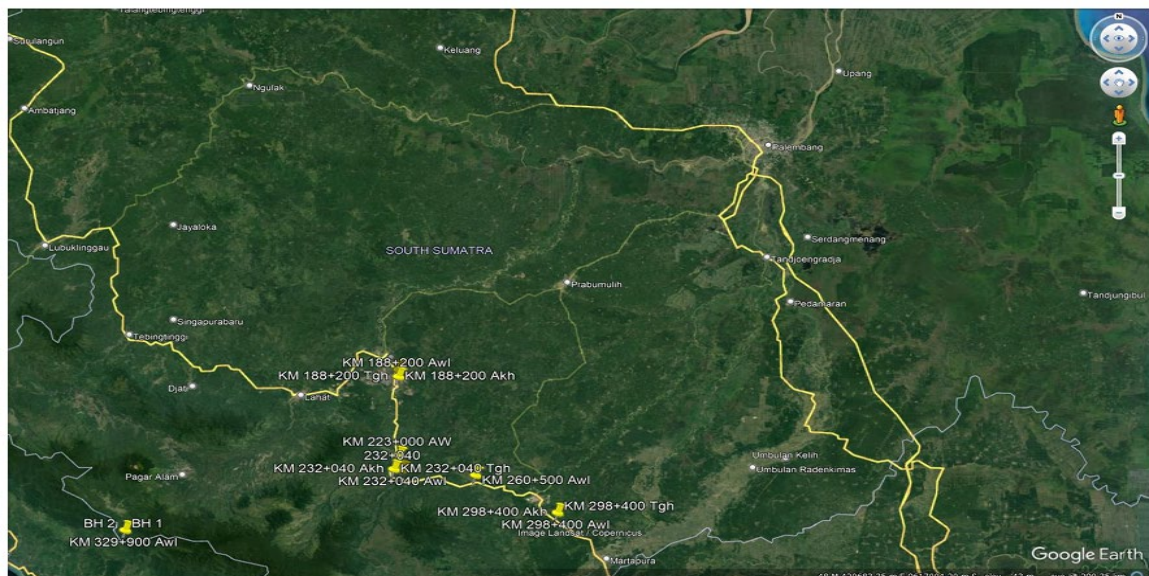 Talangtebingtenggi
Surulangun
Keluang
N
Ngulak
Upang
Ambatjang
Palembang
Jayaloka
Lubuklinggau
SOUTH SUMATRA
Serdangmenang
Tandjoengradja
Prabumulih
Pedamaran
Tandjungibul
Singapurabaru
Tebingtinggi
KM 188+200 Awl
KM 188+200 Tgh
KM 188+200 Akh
Djati
Lahat
KM 223+000 AW
232+040
KM 232+040 Akh
KM 232+040 Tgh
KM 232+040 Awl
KM 260+500 Awl
Pagar Alam
Umbulan Kelih
Umbulan Radenkimas
KM 298+400 Akh
KM 298+400 Tgh
KM 298+400 Awl
BH 2
BH 1
KM 329+900 Awl
Image Landsat / Copernicus
Martapura
Google Earth